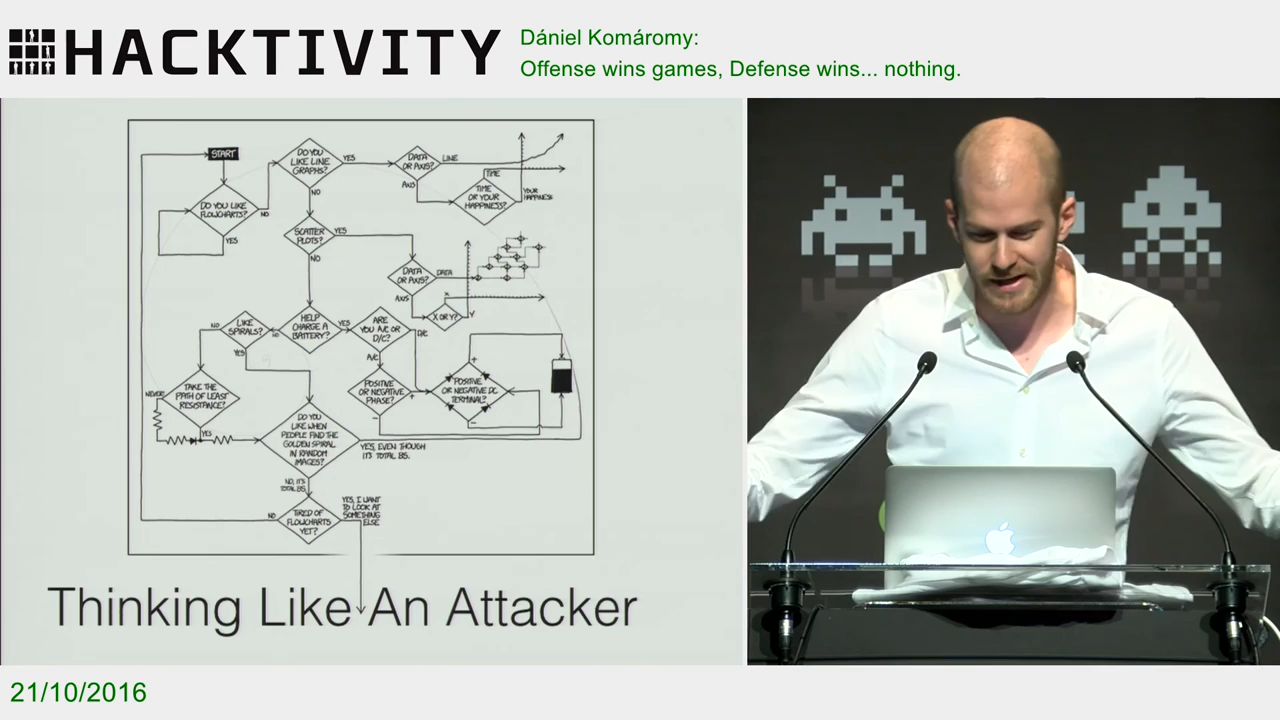 HACKTIVITY
Dániel Komáromy:
Offense wins games, Defense wins... nothing.
START
DO YOU LIKE FLOWCHARTS?
NO
YES
DO YOU
LIKE LINE
GRAPHS?
YES
NO
DATA
OR AXIS?
LINE
AXIS
TIME
OR YOUR
HAPPINESS?
TIME
YOUR
HAPPINESS
SCATTER
PLOTS?
YES
NO
DATA
OR AXIS?
DATA
AXIS
X OR Y?
X
Y
HELP
CHARGE A
BATTERY?
YES
NO
LIKE
SPIRALS?
NO
YES
ARE
YOU A/C OR
D/C?
D/C
A/C
TAKE THE
PATH OF LEAST
RESISTANCE?
NEVER!
YES
POSITIVE
OR NEGATIVE
PHASE?
+
-
POSITIVE
OR NEGATIVE DC
TERMINAL?
+
-
DO YOU
LIKE WHEN
PEOPLE FIND THE
GOLDEN SPIRAL
IN RANDOM
IMAGES?
YES, EVEN THOUGH
IT'S TOTAL BS.
NO, IT'S
TOTAL BS.
TIRED OF
FLOWCHARTS
YET?
NO
YES, I WANT
TO LOOK AT
SOMETHING
ELSE
Thinking Like An Attacker
21/10/2016